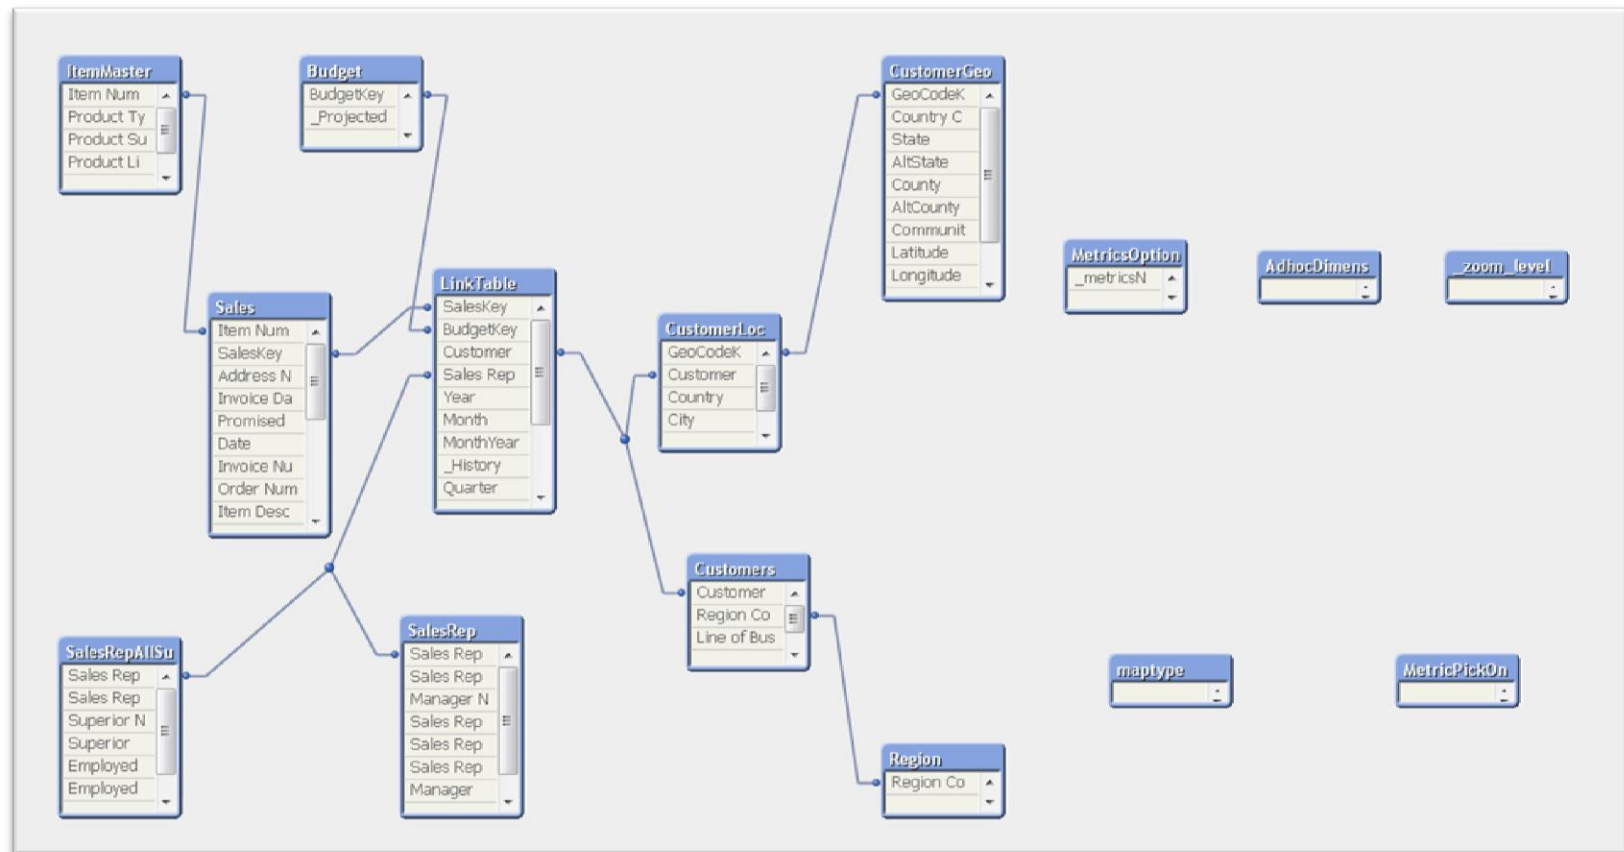 ItemMaster
Item Num
Product Ty
Product Su
Product Li
Budget
BudgetKey
_Projected
CustomerGeo
GeoCodeK
Country C
State
AltState
County
AltCounty
Communit
Latitude
Longitude
MetricsOption
_metricsN
AdhocDimens
_zoom_level
Sales
Item Num
SalesKey
Address N
Invoice Da
Promised
Date
Invoice Nu
Order Num
Item Desc
LinkTable
SalesKey
BudgetKey
Customer
Sales Rep
Year
Month
MonthYear
_History
Quarter
CustomerLoc
GeoCodeK
Customer
Country
City
Customers
Customer
Region Co
Line of Bus
SalesRepAllSu
Sales Rep
Sales Rep
Superior N
Superior
Employed
Employed
SalesRep
Sales Rep
Sales Rep
Manager N
Sales Rep
Sales Rep
Sales Rep
Manager
maptype
MetricPickOn
Region
Region Co